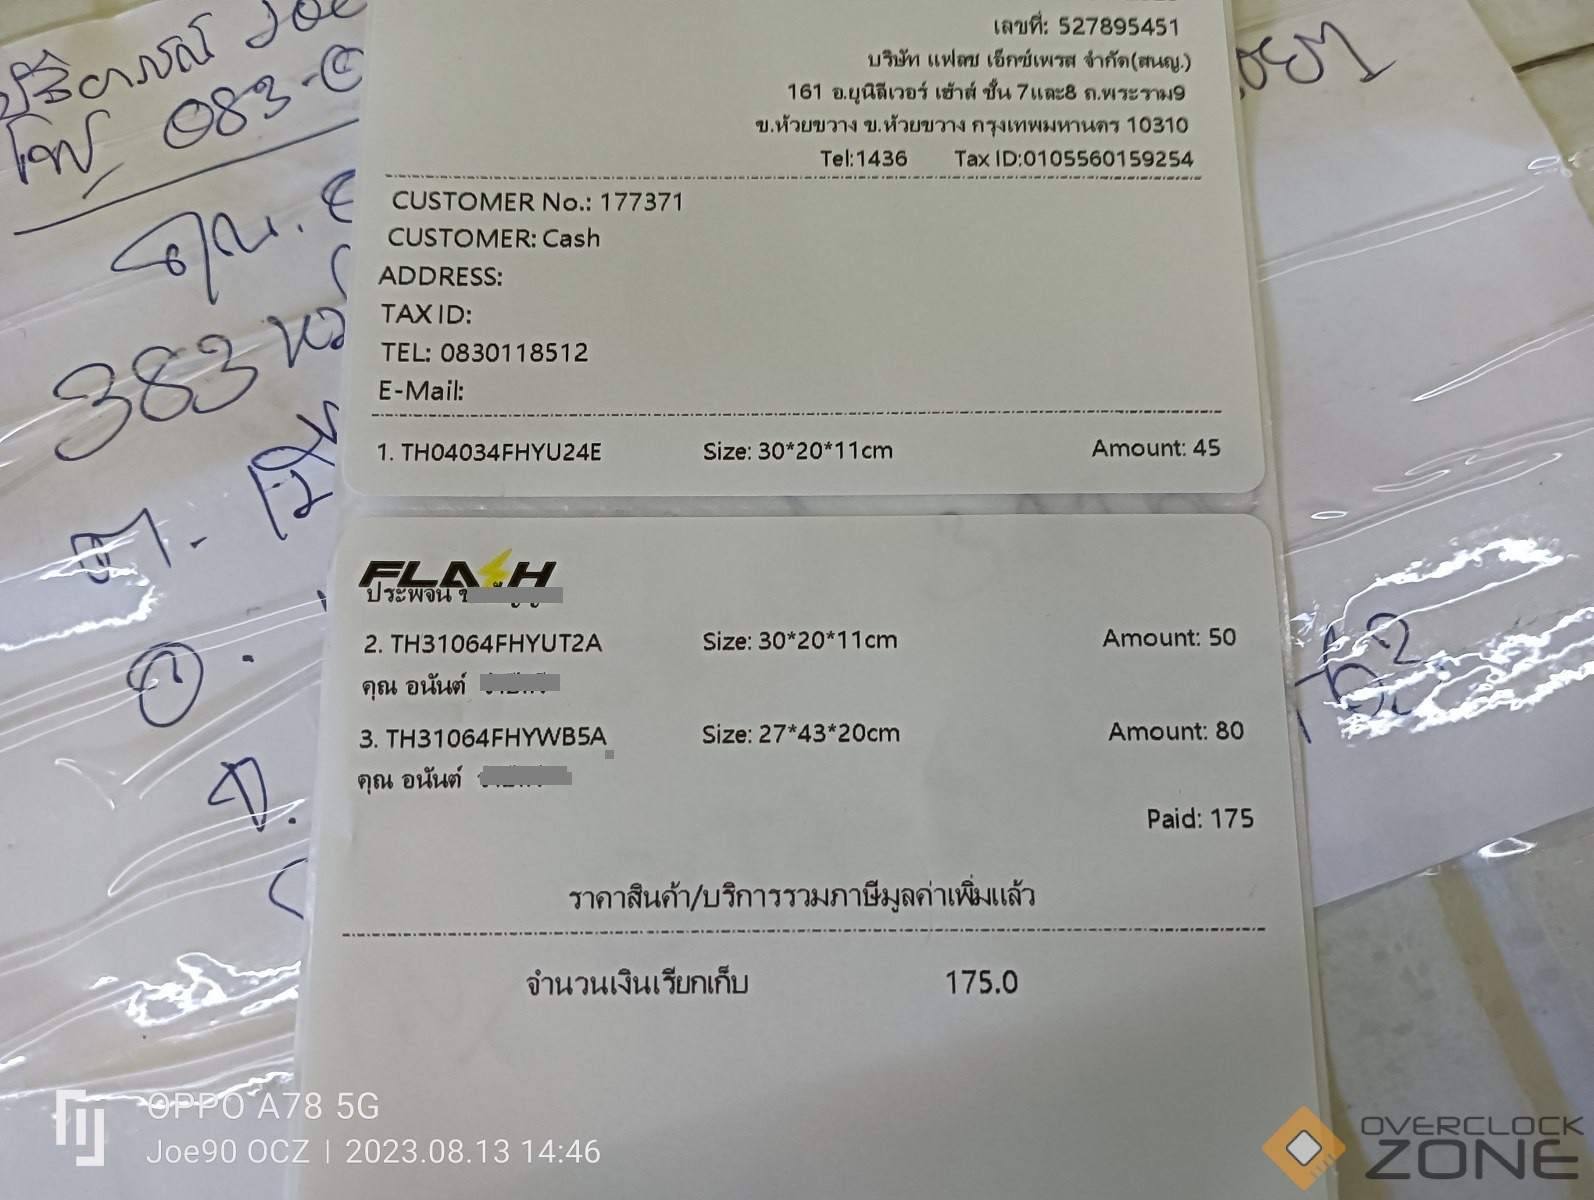 เลขที่: 527895451
บริษัท แฟลช เอ็กซ์เพรส จำกัด(สนญ.)
161 อ.ยูนิลีเวอร์ เฮ้าส์ ชั้น 7และ8 ถ.พระราม9
ข.ห้วยขวาง ข.ห้วยขวาง กรุงเทพมหานคร 10310
Tel:1436 Tax ID:0105560159254
CUSTOMER No.: 177371
CUSTOMER: Cash
ADDRESS:
TAX ID:
TEL: 0830118512
E-Mail:
1. TH04034FHYU24E Size: 30*20*11cm Amount: 45
FLASH
ประพจน์
2. TH31064FHYUT2A Size: 30*20*11cm Amount: 50
คุณ อนันต์
3. TH31064FHYWB5A Size: 27*43*20cm Amount: 80
คุณ อนันต์
Paid: 175
ราคาสินค้า/บริการรวมภาษีมูลค่าเพิ่มแล้ว
จำนวนเงินเรียกเก็บ 175.0
083-
383
OPPO A78 5G
Joe90 OCZ | 2023.08.13 14:46
OVERCLOCK
ZONE